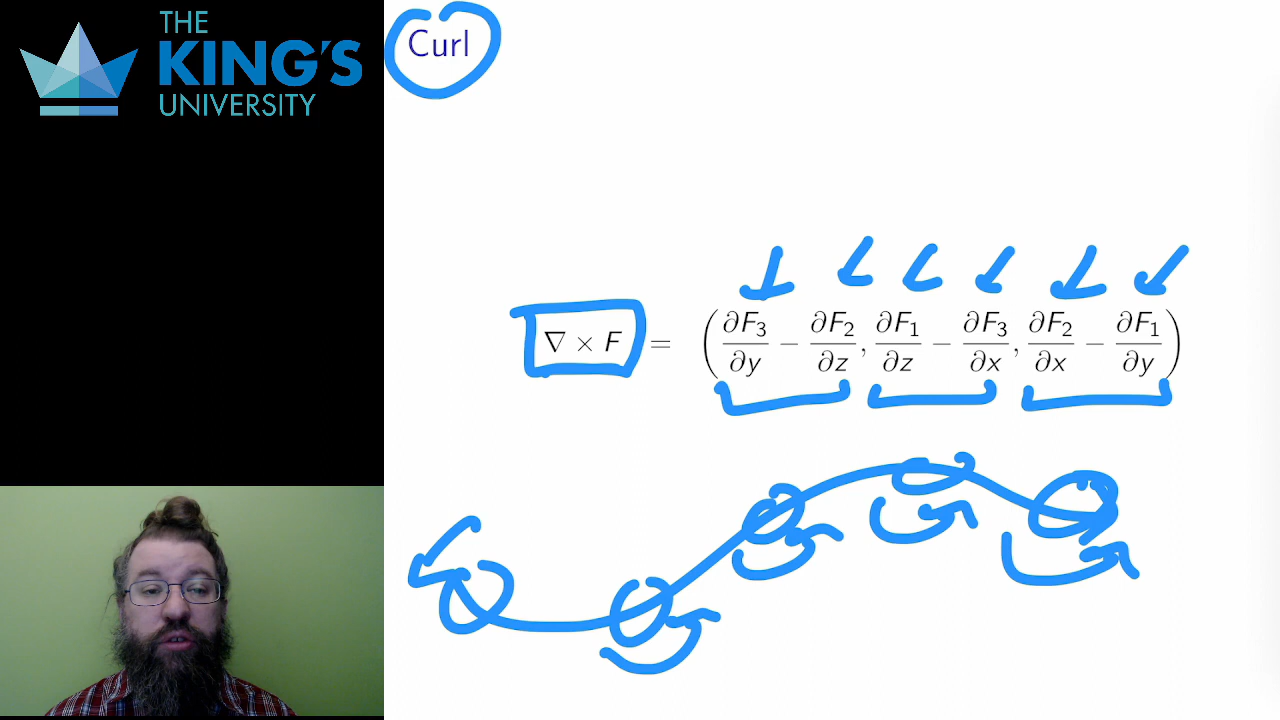 THE
KING'S
UNIVERSITY
Curl
∇ × F = (∂F₃/∂y − ∂F₂/∂z, ∂F₁/∂z − ∂F₃/∂x, ∂F₂/∂x − ∂F₁/∂y)